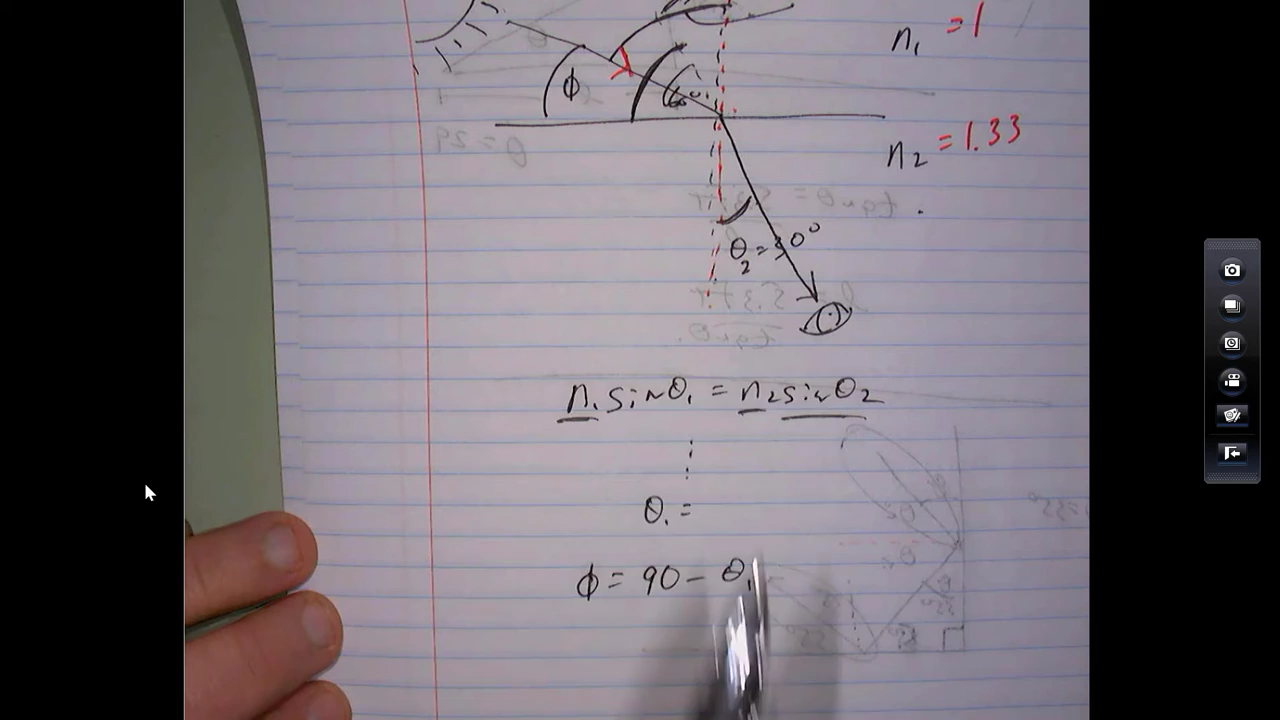 n₁ = 1
ϕ
n₂ = 1.33
θ₂ = 30°
n₁ sin θ₁ = n₂ sin θ₂
θ₁ =
ϕ = 90 - θ₁